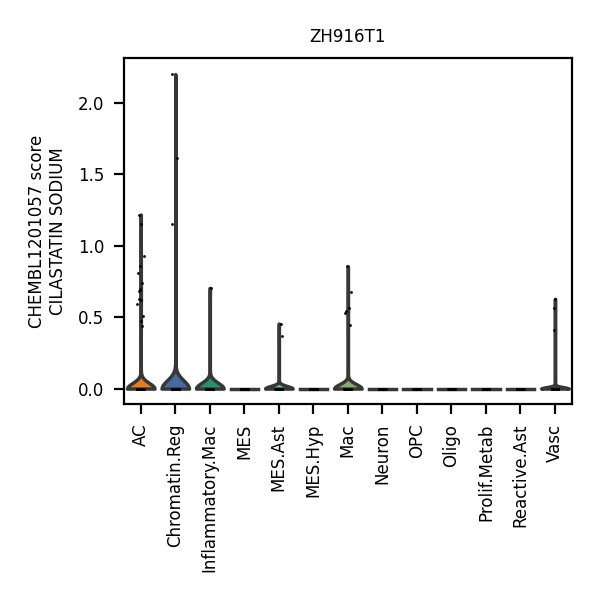 ZH916T1
CHEMBL1201057 score
CILASTATIN SODIUM
2.0
1.5
1.0
0.5
0.0
AC
Chromatin.Reg
Inflammatory.Mac
MES
MES.Ast
MES.Hyp
Mac
Neuron
OPC
Oligo
Prolif.Metab
Reactive.Ast
Vasc